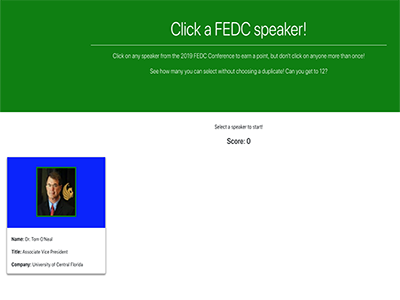 Click a FEDC speaker!
Click on any speaker from the 2019 FEDC Conference to earn a point, but don't click on anyone more than once!
See how many you can select without choosing a duplicate! Can you get to 12?
Select a speaker to start!
Score: 0
Name: Dr. Tom O'Neal
Title: Associate Vice President
Company: University of Central Florida